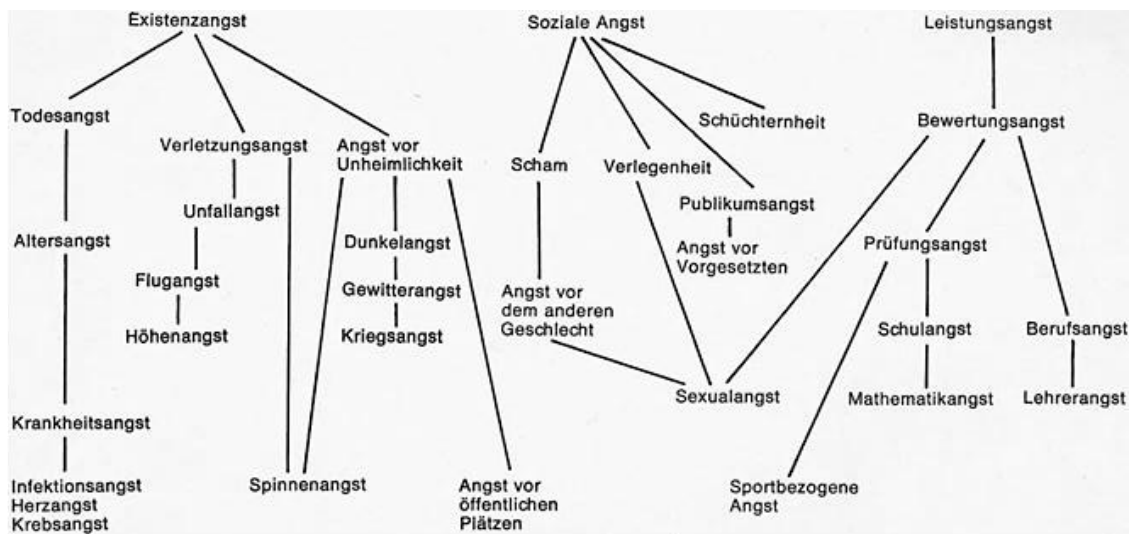 Existenzangst
Soziale Angst
Leistungsangst
Todesangst
Verletzungsangst
Angst vor
Unheimlichkeit
Scham
Verlegenheit
Schüchternheit
Bewertungsangst
Unfallangst
Publikumsangst
Altersangst
Dunkelangst
Angst vor
Vorgesetzten
Prüfungsangst
Flugangst
Gewitterangst
Angst vor
dem anderen
Geschlecht
Höhenangst
Kriegsangst
Schulangst
Berufsangst
Sexualangst
Mathematikangst
Lehrerangst
Krankheitsangst
Infektionsangst
Herzangst
Krebsangst
Spinnenangst
Angst vor
öffentlichen
Plätzen
Sportbezogene
Angst